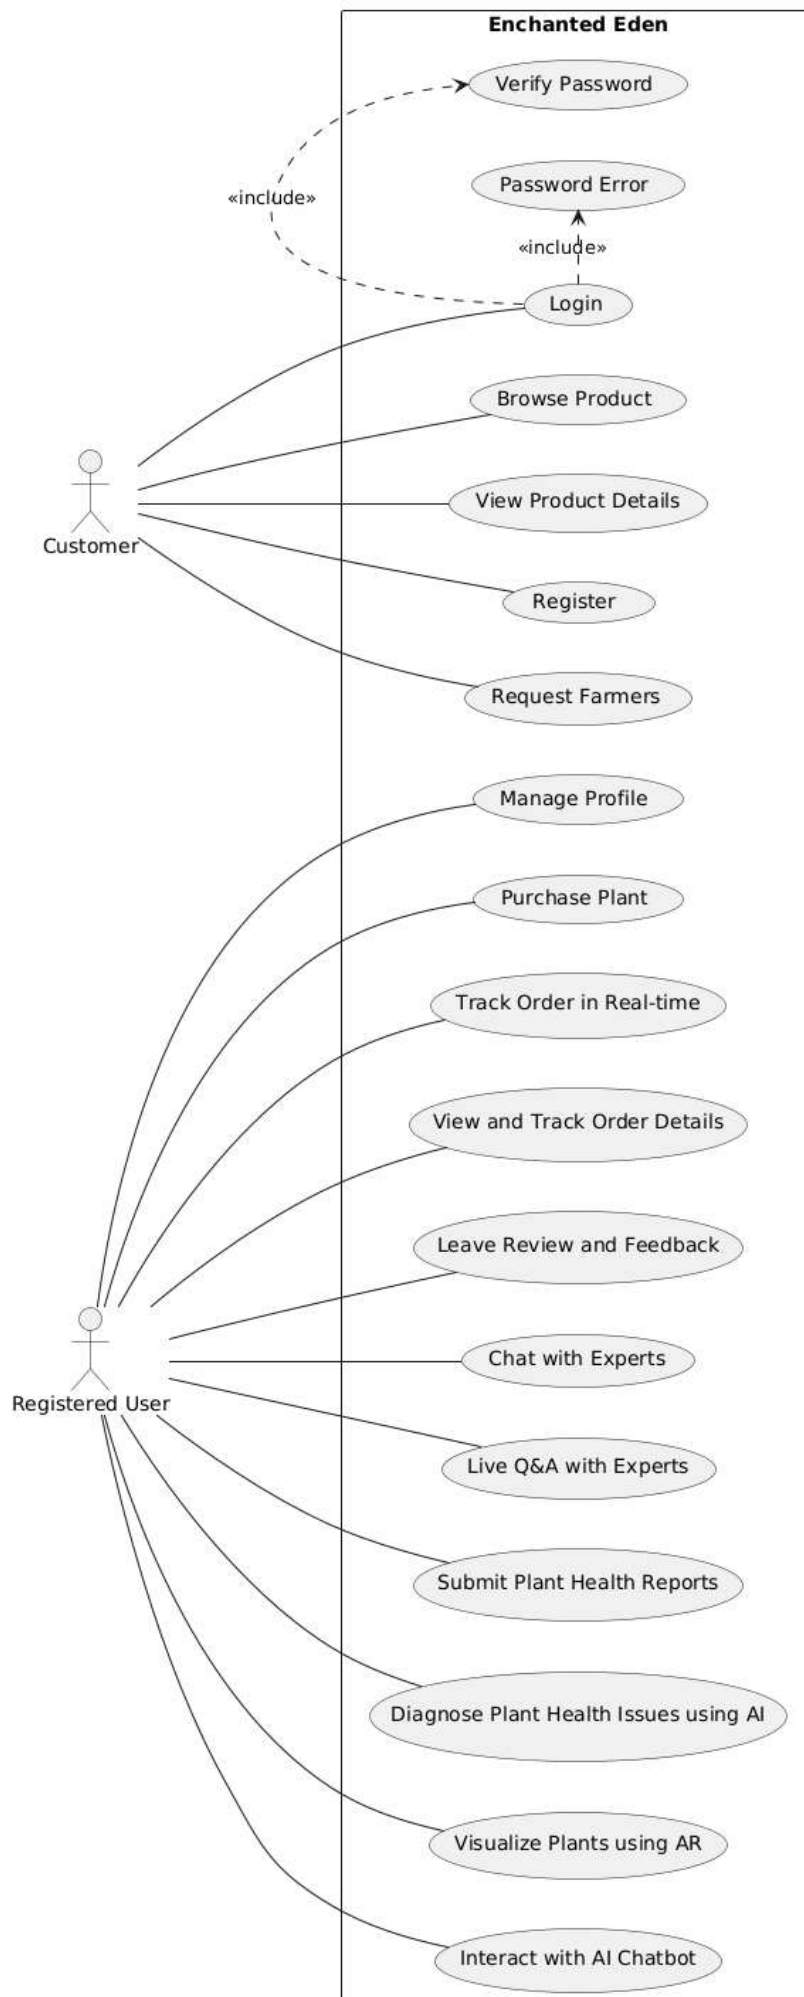 Enchanted Eden
Verify Password
Password Error
«include»
«include»
Login
Browse Product
View Product Details
Customer
Register
Request Farmers
Manage Profile
Purchase Plant
Track Order in Real-time
View and Track Order Details
Leave Review and Feedback
Chat with Experts
Registered User
Live Q&A with Experts
Submit Plant Health Reports
Diagnose Plant Health Issues using AI
Visualize Plants using AR
Interact with AI Chatbot